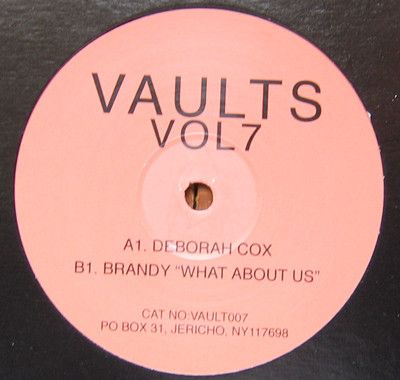 VAULTS
VOL7
A1. DEBORAH COX
B1. BRANDY "WHAT ABOUT US"
CAT NO:VAULT007
PO BOX 31, JERICHO, NY117698